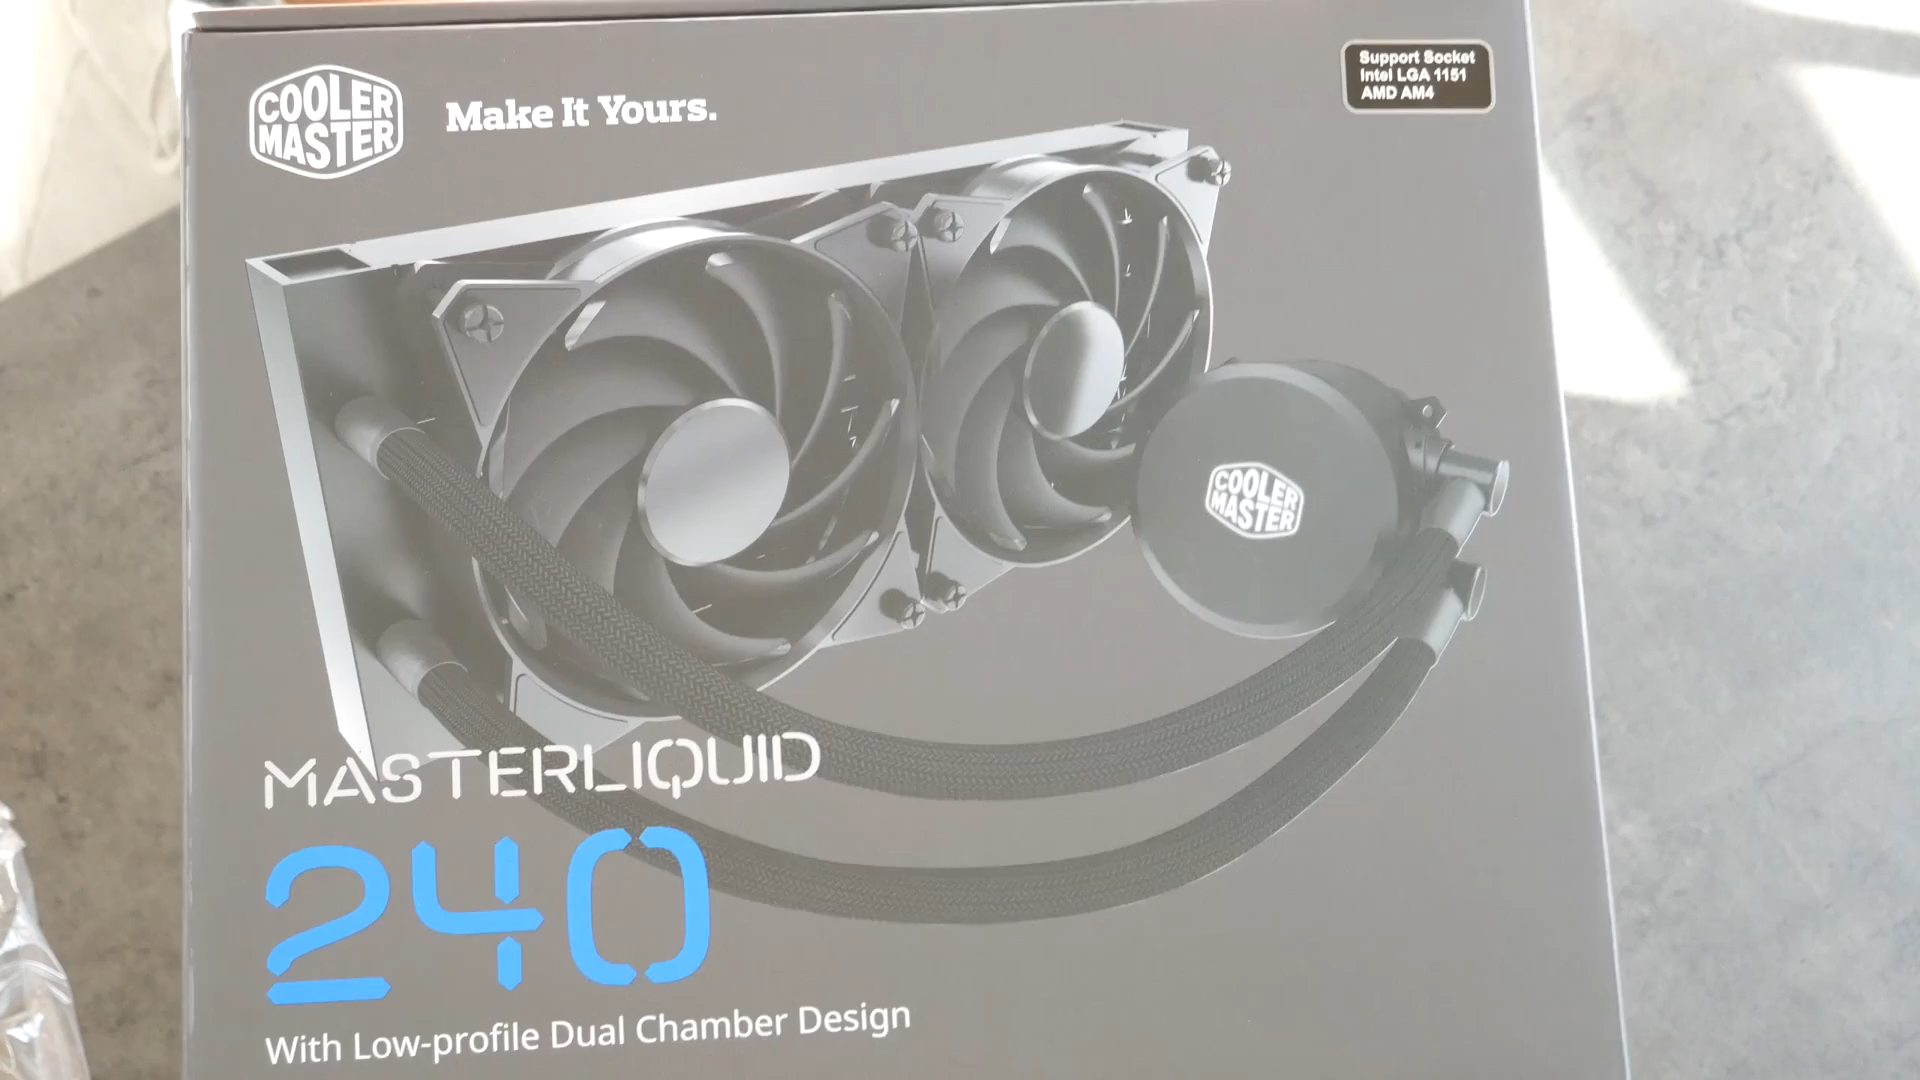 COOLER
MASTER
Make It Yours.
Support Socket
Intel LGA 1151
AMD AM4
COOLER
MASTER
MASTERLIQUID
240
With Low-profile Dual Chamber Design